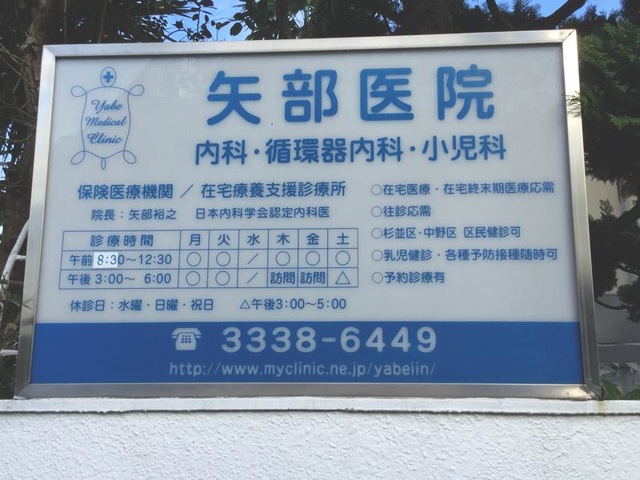 Yabe
Medical
Clinic
矢部医院
内科・循環器内科・小児科
保険医療機関 / 在宅療養支援診療所
院長：矢部裕之 日本内科学会認定内科医
診療時間 月 火 水 木 金 土
午前 8:30〜12:30 ○ ○ / ○ ○ ○
午後 3:00〜 6:00 ○ ○ / 訪問 訪問 △
休診日：水曜・日曜・祝日 △午後3:00〜5:00
○在宅医療・在宅終末期医療応需
○往診応需
○杉並区・中野区 区民健診可
○乳児健診・各種予防接種随時可
○予約診療有
☎ 3338-6449
http://www.myclinic.ne.jp/yabeiin/